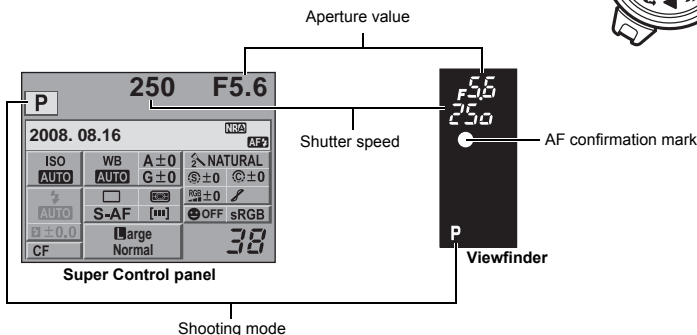 Aperture value
250 F5.6
P
F5.6
250
2008. 08.16
NR
AF
Shutter speed
AF confirmation mark
ISO WB A±0 NATURAL
AUTO AUTO G±0 S±0 C±0
RGB ±0
AUTO S-AF OFF sRGB
±0.0 Large
CF Normal 38
P
Super Control panel
Viewfinder
Shooting mode